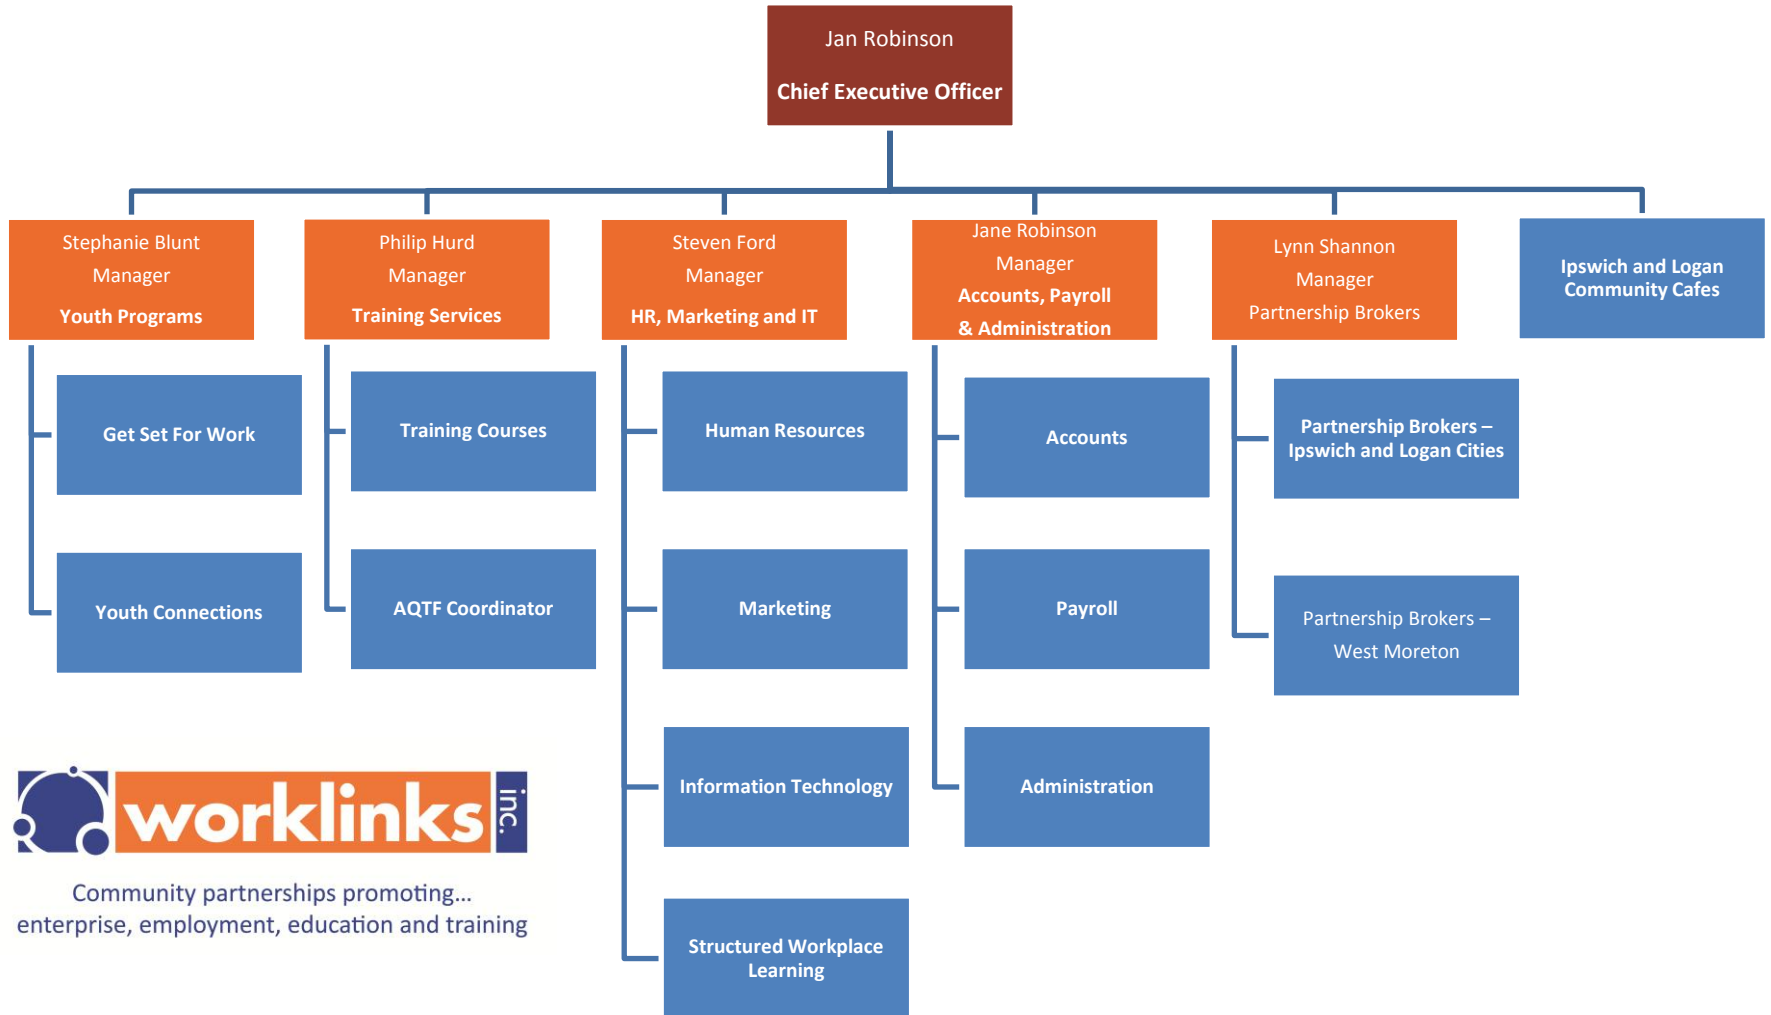 Jan Robinson
Chief Executive Officer
Stephanie Blunt
Manager
Youth Programs
Philip Hurd
Manager
Training Services
Steven Ford
Manager
HR, Marketing and IT
Jane Robinson
Manager
Accounts, Payroll
& Administration
Lynn Shannon
Manager
Partnership Brokers
Ipswich and Logan
Community Cafes
Get Set For Work
Youth Connections
Training Courses
AQTF Coordinator
Human Resources
Marketing
Information Technology
Structured Workplace
Learning
Accounts
Payroll
Administration
Partnership Brokers –
Ipswich and Logan Cities
Partnership Brokers –
West Moreton
worklinks inc.
Community partnerships promoting...
enterprise, employment, education and training